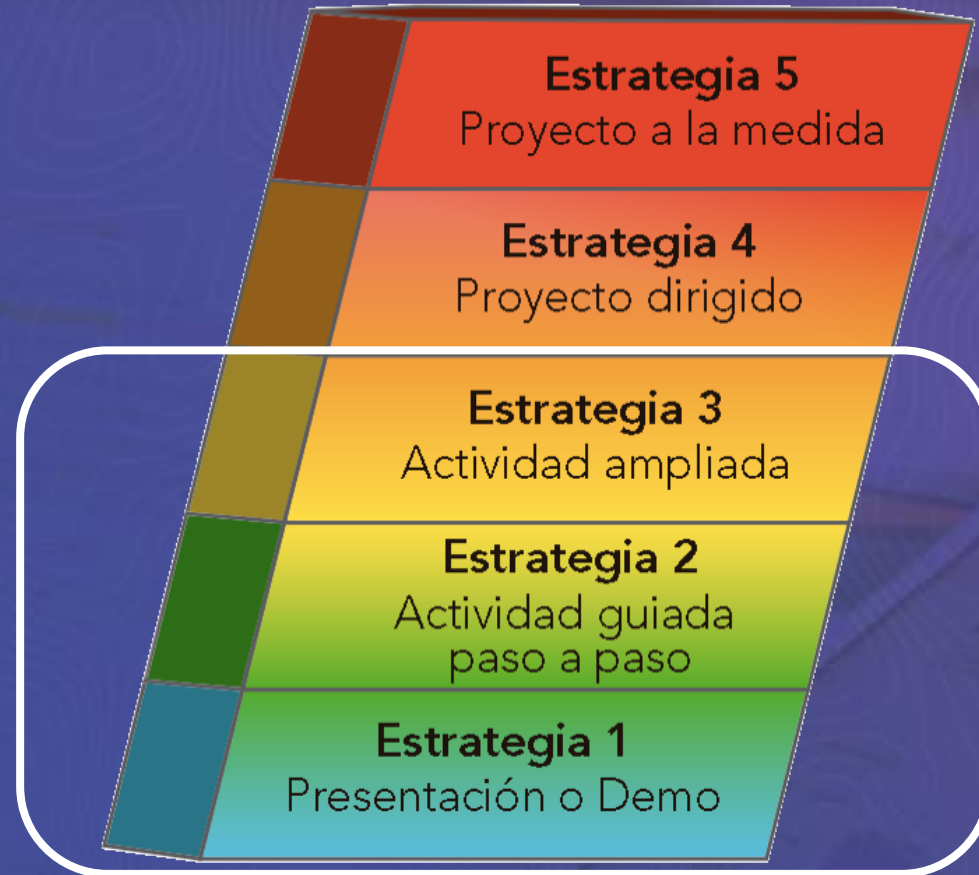 Estrategia 5
Proyecto a la medida
Estrategia 4
Proyecto dirigido
Estrategia 3
Actividad ampliada
Estrategia 2
Actividad guiada
paso a paso
Estrategia 1
Presentación o Demo